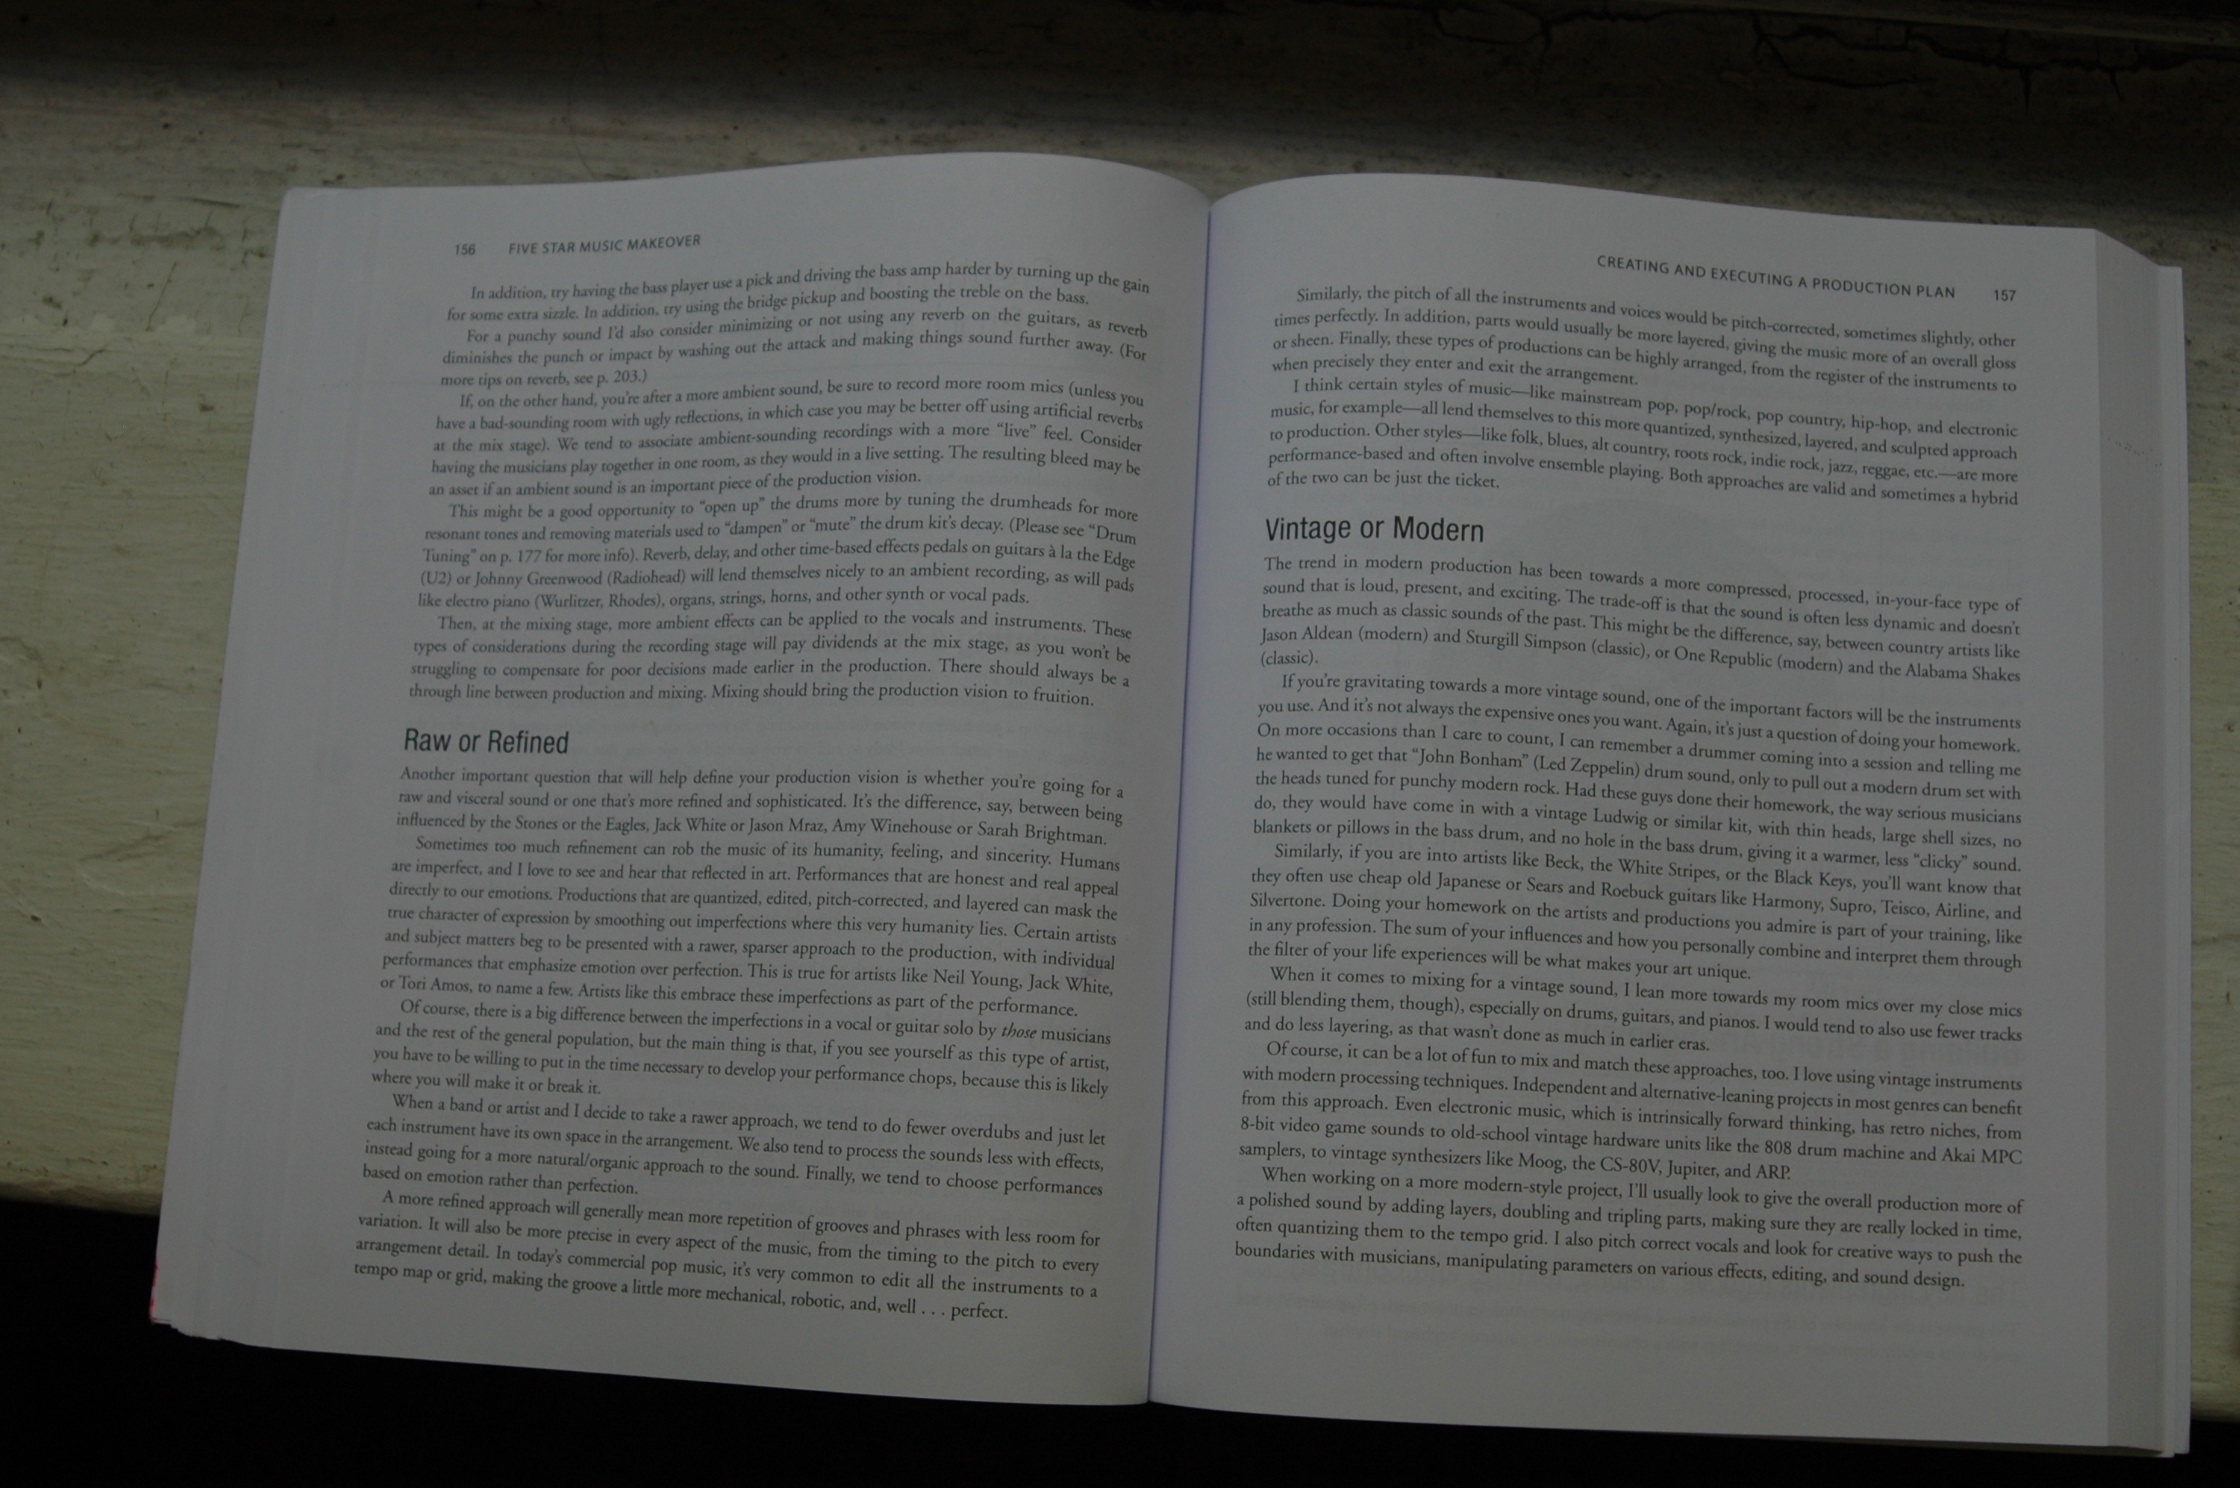 156 FIVE STAR MUSIC MAKEOVER
In addition, try having the bass player use a pick and driving the bass amp harder by turning up the gain
for some extra sizzle. In addition, try using the bridge pickup and boosting the treble on the bass.
For a punchy sound I'd also consider minimizing or not using any reverb on the guitars, as reverb
diminishes the punch or impact by washing out the attack and making things sound further away. (For
more tips on reverb, see p. 203.)
If, on the other hand, you're after a more ambient sound, be sure to record more room mics (unless you
have a bad-sounding room with ugly reflections, in which case you may be better off using artificial reverbs
at the mix stage). We tend to associate ambient-sounding recordings with a more “live” feel. Consider
having the musicians play together in one room, as they would in a live setting. The resulting bleed may be
an asset if an ambient sound is an important piece of the production vision.
This might be a good opportunity to “open up” the drums more by tuning the drumheads for more
resonant tones and removing materials used to “dampen” or “mute” the drum kit's decay. (Please see “Drum
Tuning” on p. 177 for more info). Reverb, delay, and other time-based effects pedals on guitars à la the Edge
(U2) or Johnny Greenwood (Radiohead) will lend themselves nicely to an ambient recording, as will pads
like electro piano (Wurlitzer, Rhodes), organs, strings, horns, and other synth or vocal pads.
Then, at the mixing stage, more ambient effects can be applied to the vocals and instruments. These
types of considerations during the recording stage will pay dividends at the mix stage, as you won't be
struggling to compensate for poor decisions made earlier in the production. There should always be a
through line between production and mixing. Mixing should bring the production vision to fruition.
Raw or Refined
Another important question that will help define your production vision is whether you're going for a
raw and visceral sound or one that's more refined and sophisticated. It's the difference, say, between being
influenced by the Stones or the Eagles, Jack White or Jason Mraz, Amy Winehouse or Sarah Brightman.
Sometimes too much refinement can rob the music of its humanity, feeling, and sincerity. Humans
are imperfect, and I love to see and hear that reflected in art. Performances that are honest and real appeal
directly to our emotions. Productions that are quantized, edited, pitch-corrected, and layered can mask the
true character of expression by smoothing out imperfections where this very humanity lies. Certain artists
and subject matters beg to be presented with a rawer, sparser approach to the production, with individual
performances that emphasize emotion over perfection. This is true for artists like Neil Young, Jack White,
or Tori Amos, to name a few. Artists like this embrace these imperfections as part of the performance.
Of course, there is a big difference between the imperfections in a vocal or guitar solo by those musicians
and the rest of the general population, but the main thing is that, if you see yourself as this type of artist,
you have to be willing to put in the time necessary to develop your performance chops, because this is likely
where you will make it or break it.
When a band or artist and I decide to take a rawer approach, we tend to do fewer overdubs and just let
each instrument have its own space in the arrangement. We also tend to process the sounds less with effects,
instead going for a more natural/organic approach to the sound. Finally, we tend to choose performances
based on emotion rather than perfection.
A more refined approach will generally mean more repetition of grooves and phrases with less room for
variation. It will also be more precise in every aspect of the music, from the timing to the pitch to every
arrangement detail. In today's commercial pop music, it's very common to edit all the instruments to a
tempo map or grid, making the groove a little more mechanical, robotic, and, well . . . perfect.
CREATING AND EXECUTING A PRODUCTION PLAN 157
Similarly, the pitch of all the instruments and voices would be pitch-corrected, sometimes slightly, other
times perfectly. In addition, parts would usually be more layered, giving the music more of an overall gloss
or sheen. Finally, these types of productions can be highly arranged, from the register of the instruments to
when precisely they enter and exit the arrangement.
I think certain styles of music—like mainstream pop, pop/rock, pop country, hip-hop, and electronic
music, for example—all lend themselves to this more quantized, synthesized, layered, and sculpted approach
to production. Other styles—like folk, blues, alt country, roots rock, indie rock, jazz, reggae, etc.—are more
performance-based and often involve ensemble playing. Both approaches are valid and sometimes a hybrid
of the two can be just the ticket.
Vintage or Modern
The trend in modern production has been towards a more compressed, processed, in-your-face type of
sound that is loud, present, and exciting. The trade-off is that the sound is often less dynamic and doesn't
breathe as much as classic sounds of the past. This might be the difference, say, between country artists like
Jason Aldean (modern) and Sturgill Simpson (classic), or One Republic (modern) and the Alabama Shakes
(classic).
If you're gravitating towards a more vintage sound, one of the important factors will be the instruments
you use. And it's not always the expensive ones you want. Again, it's just a question of doing your homework.
On more occasions than I care to count, I can remember a drummer coming into a session and telling me
he wanted to get that “John Bonham” (Led Zeppelin) drum sound, only to pull out a modern drum set with
the heads tuned for punchy modern rock. Had these guys done their homework, the way serious musicians
do, they would have come in with a vintage Ludwig or similar kit, with thin heads, large shell sizes, no
blankets or pillows in the bass drum, and no hole in the bass drum, giving it a warmer, less “clicky” sound.
Similarly, if you are into artists like Beck, the White Stripes, or the Black Keys, you'll want know that
they often use cheap old Japanese or Sears and Roebuck guitars like Harmony, Supro, Teisco, Airline, and
Silvertone. Doing your homework on the artists and productions you admire is part of your training, like
in any profession. The sum of your influences and how you personally combine and interpret them through
the filter of your life experiences will be what makes your art unique.
When it comes to mixing for a vintage sound, I lean more towards my room mics over my close mics
(still blending them, though), especially on drums, guitars, and pianos. I would tend to also use fewer tracks
and do less layering, as that wasn't done as much in earlier eras.
Of course, it can be a lot of fun to mix and match these approaches, too. I love using vintage instruments
with modern processing techniques. Independent and alternative-leaning projects in most genres can benefit
from this approach. Even electronic music, which is intrinsically forward thinking, has retro niches, from
8-bit video game sounds to old-school vintage hardware units like the 808 drum machine and Akai MPC
samplers, to vintage synthesizers like Moog, the CS-80V, Jupiter, and ARP.
When working on a more modern-style project, I'll usually look to give the overall production more of
a polished sound by adding layers, doubling and tripling parts, making sure they are really locked in time,
often quantizing them to the tempo grid. I also pitch correct vocals and look for creative ways to push the
boundaries with musicians, manipulating parameters on various effects, editing, and sound design.